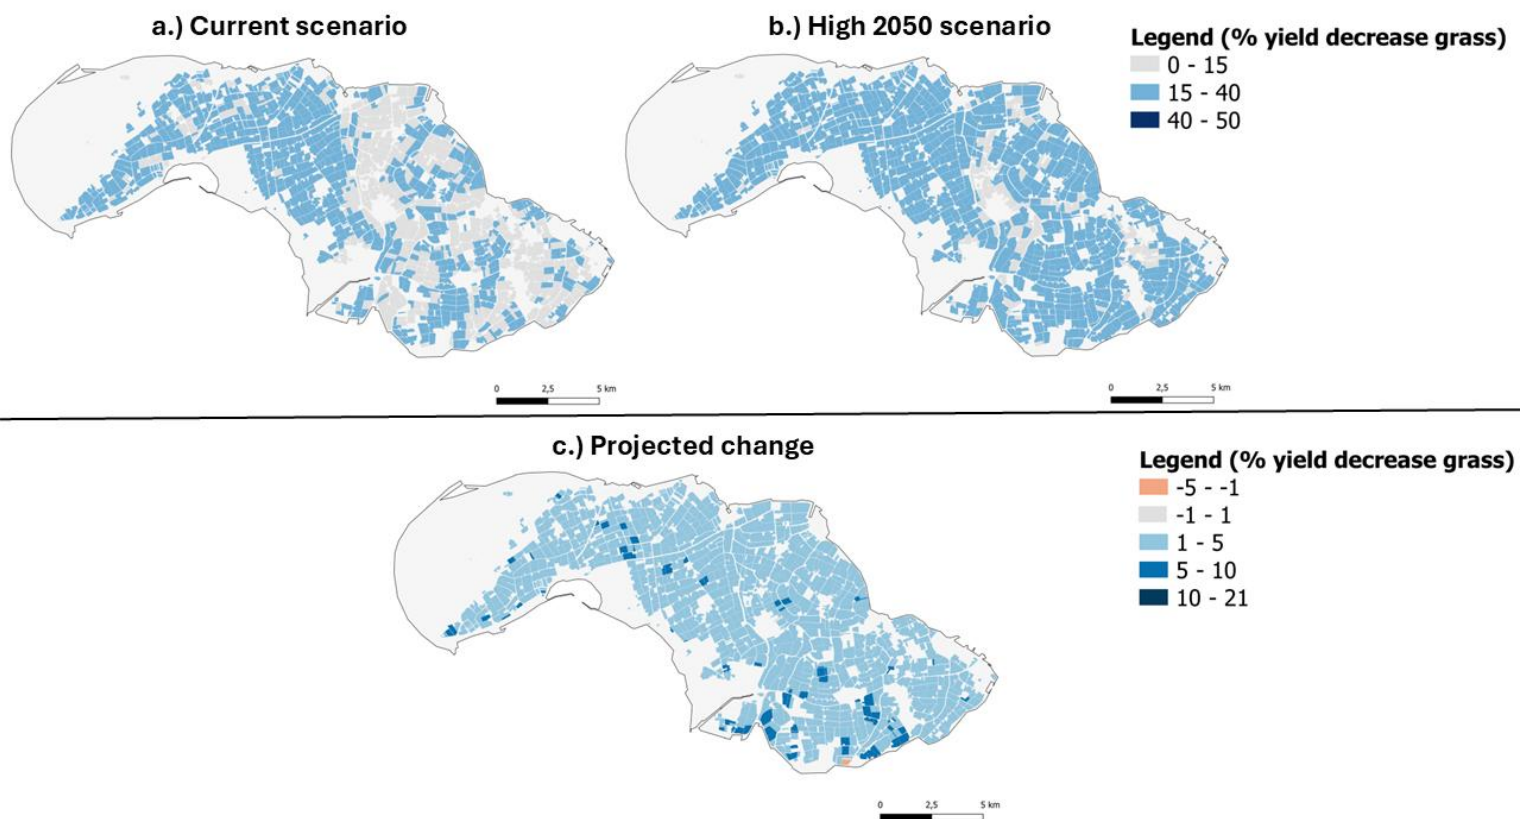 a.) Current scenario
b.) High 2050 scenario
Legend (% yield decrease grass)
0 - 15
15 - 40
40 - 50
0 2,5 5 km
0 2,5 5 km
c.) Projected change
Legend (% yield decrease grass)
-5 - -1
-1 - 1
1 - 5
5 - 10
10 - 21
0 2,5 5 km